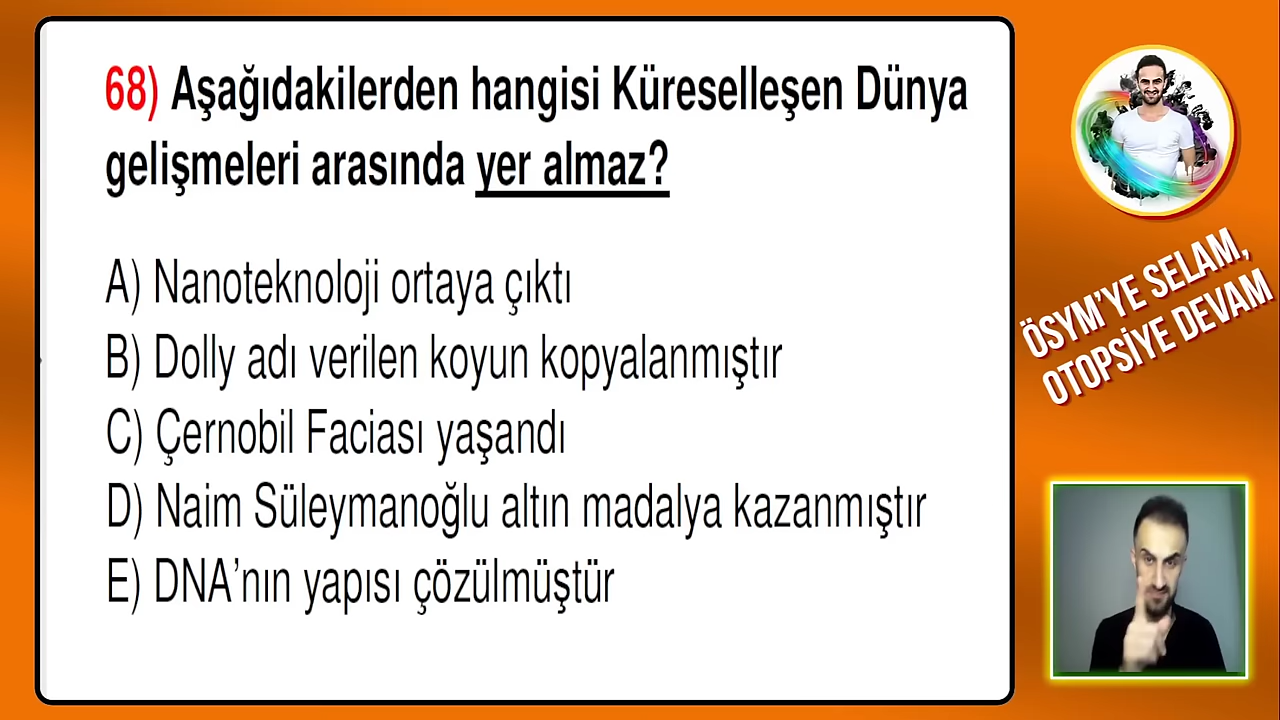 68) Aşağıdakilerden hangisi Küreselleşen Dünya
gelişmeleri arasında yer almaz?
A) Nanoteknoloji ortaya çıktı
B) Dolly adı verilen koyun kopyalanmıştır
C) Çernobil Faciası yaşandı
D) Naim Süleymanoğlu altın madalya kazanmıştır
E) DNA'nın yapısı çözülmüştür
ÖSYM'YE SELAM,
OTOPSİYE DEVAM